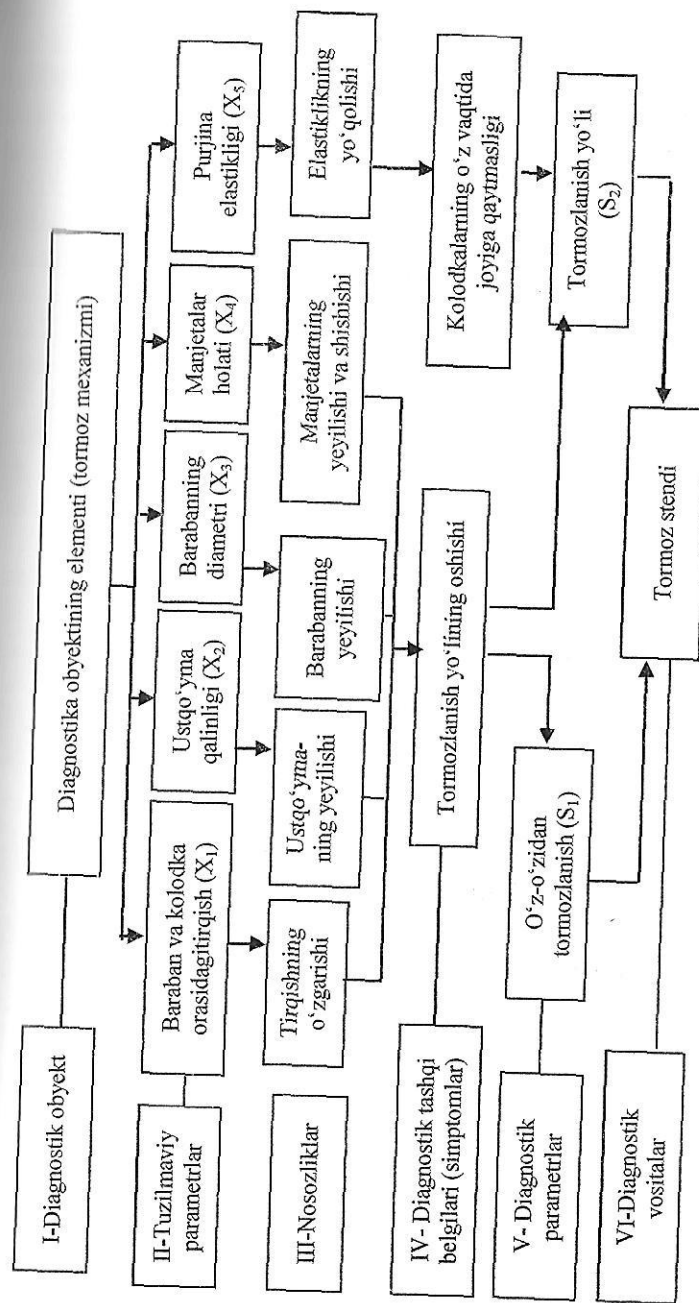 I-Diagnostik obyekt
Diagnostika obyektining elementi (tormoz mexanizmi)
II-Tuzilmaviy
parametrlar
Baraban va kolodka
orasidagitirqish (X₁)
Ustqo‘yma
qalinligi (X₂)
Barabanning
diametri (X₃)
Manjetalar
holati (X₄)
Purjina
elastikligi (X₅)
III-Nosozliklar
Tirqishning
o‘zgarishi
Ustqo‘yma-
ning yeyilishi
Barabanning
yeyilishi
Manjetalarning
yeyilishi va shishishi
Elastiklikning
yo‘qolishi
IV- Diagnostik tashqi
belgilari (simptomlar)
Tormozlanish yo‘lining oshishi
Kolodkalarning o‘z vaqtida
joyiga qaytmasligi
V- Diagnostik
parametrlar
O‘z-o‘zidan
tormozlanish (S₁)
Tormozlanish yo‘li
(S₂)
VI-Diagnostik
vositalar
Tormoz stendi